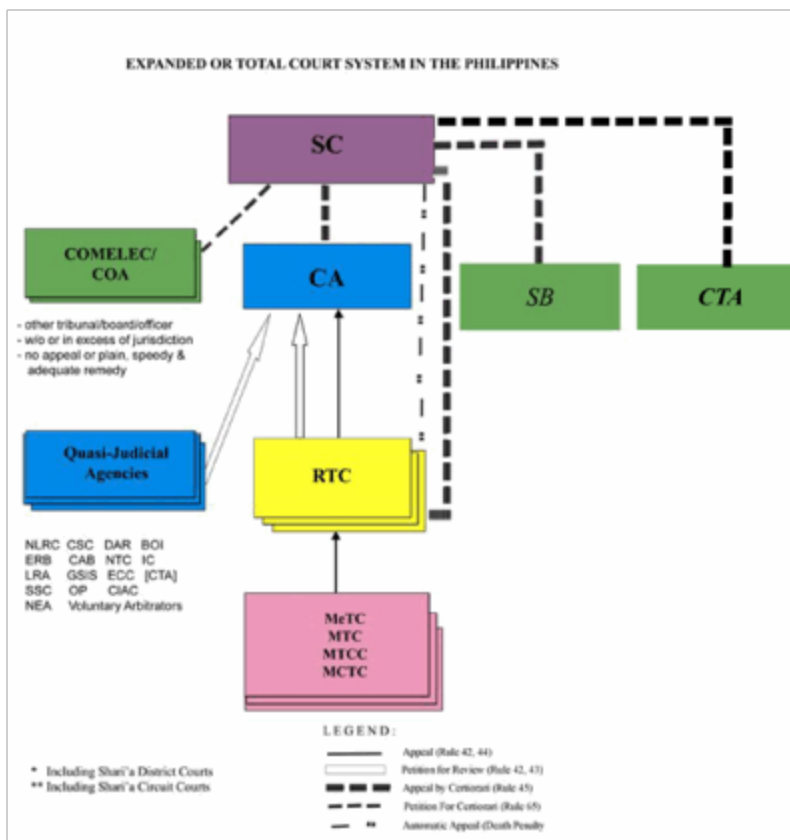 EXPANDED OR TOTAL COURT SYSTEM IN THE PHILIPPINES
SC
COMELEC/
COA
CA
SB
CTA
- other tribunal/board/officer
- w/o or in excess of jurisdiction
- no appeal or plain, speedy &
adequate remedy
Quasi-Judicial
Agencies
RTC
NLRC CSC DAR BOI
ERB CAB NTC IC
LRA GSIS ECC [CTA]
SSC OP CIAC
NEA Voluntary Arbitrators
MeTC
MTC
MTCC
MCTC
LEGEND:
Appeal (Rule 42, 44)
Petition for Review (Rule 42, 43)
Appeal by Certiorari (Rule 45)
Petition For Certiorari (Rule 65)
Automatic Appeal (Death Penalty
* Including Shari'a District Courts
** Including Shari'a Circuit Courts